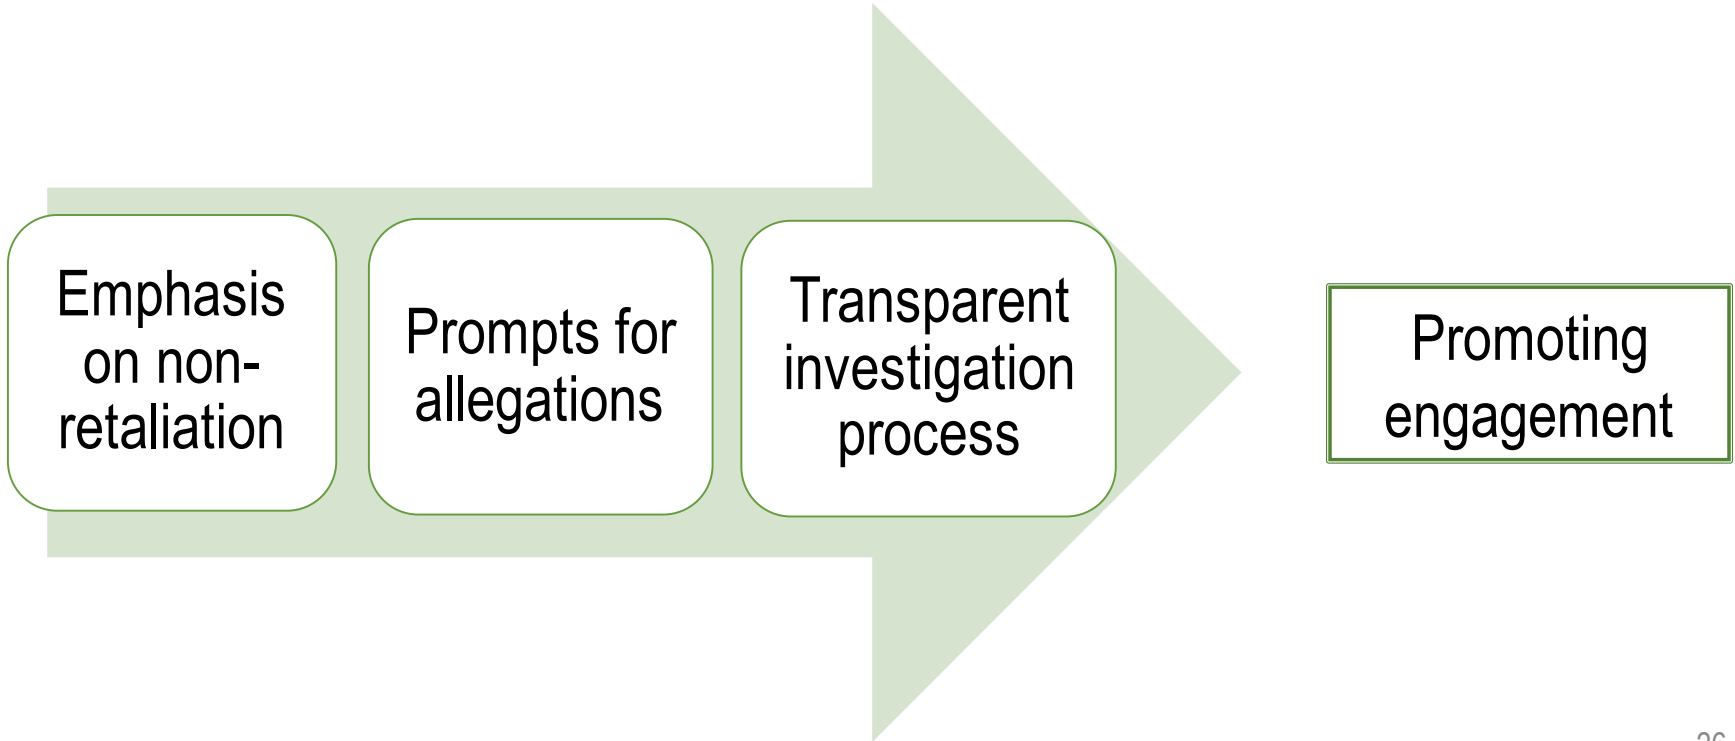 Emphasis
on non-
retaliation
Prompts for
allegations
Transparent
investigation
process
Promoting
engagement